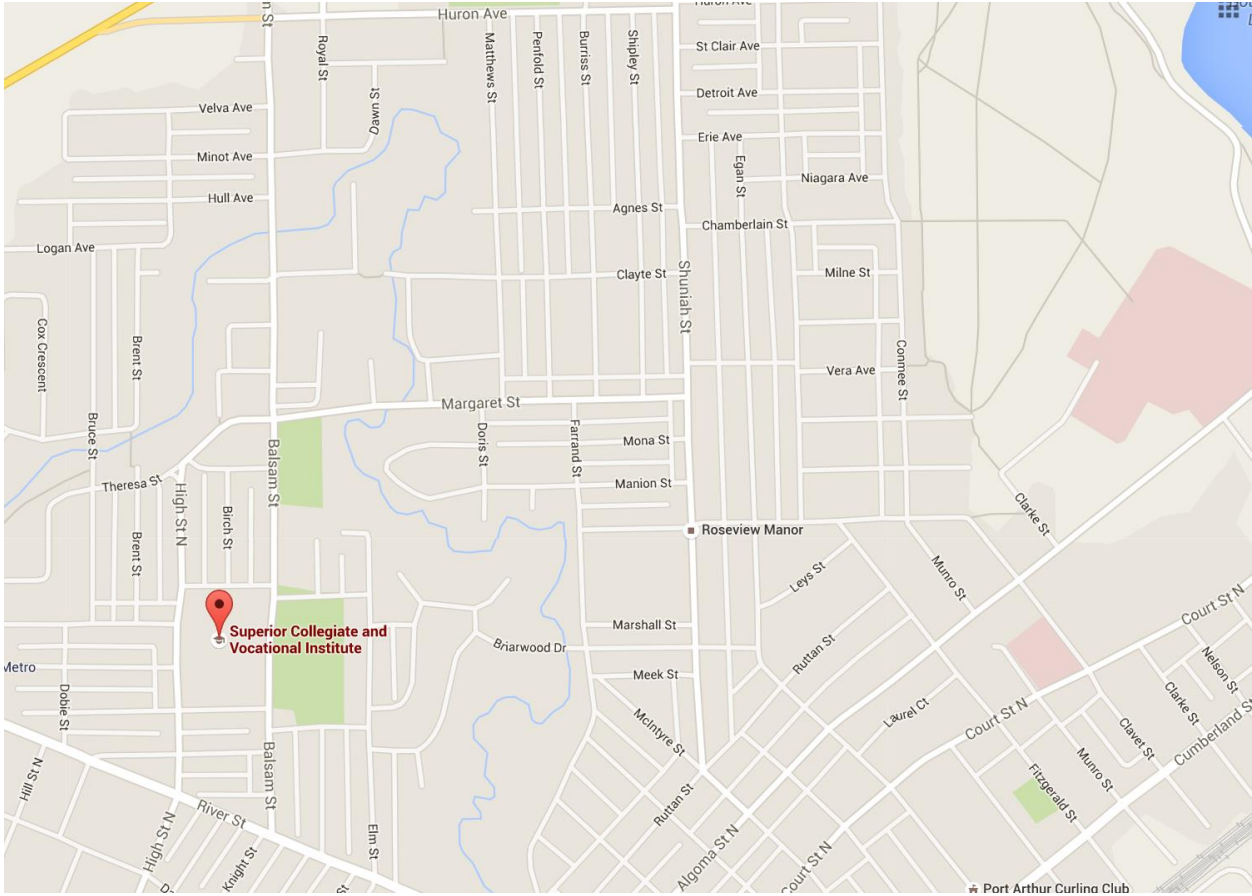 Huron Ave
Huron Ave
Royal St
Matthews St
Penfold St
Burriss St
Shipley St
St Clair Ave
Detroit Ave
Velva Ave
Dawn St
Erie Ave
Minot Ave
Egan St
Niagara Ave
Hull Ave
Agnes St
Chamberlain St
Logan Ave
Clayte St
Shuniah St
Milne St
Cox Crescent
Brent St
Conmee St
Vera Ave
Margaret St
Bruce St
Balsam St
Doris St
Farrand St
Mona St
Theresa St
High St N
Birch St
Manion St
Clarke St
Brent St
Roseview Manor
Leys St
Munro St
Court St N
Superior Collegiate and
Vocational Institute
Marshall St
Briarwood Dr
Ruttan St
Nelson St
Metro
Dobie St
Meek St
Clarke St
McIntyre St
Laurel Ct
Court St N
Clavet St
Cumberland St
Hill St N
Balsam St
Munro St
Fitzgerald St
River St
Ruttan St
High St N
Elm St
Knight St
Algoma St N
Court St N
Port Arthur Curling Club